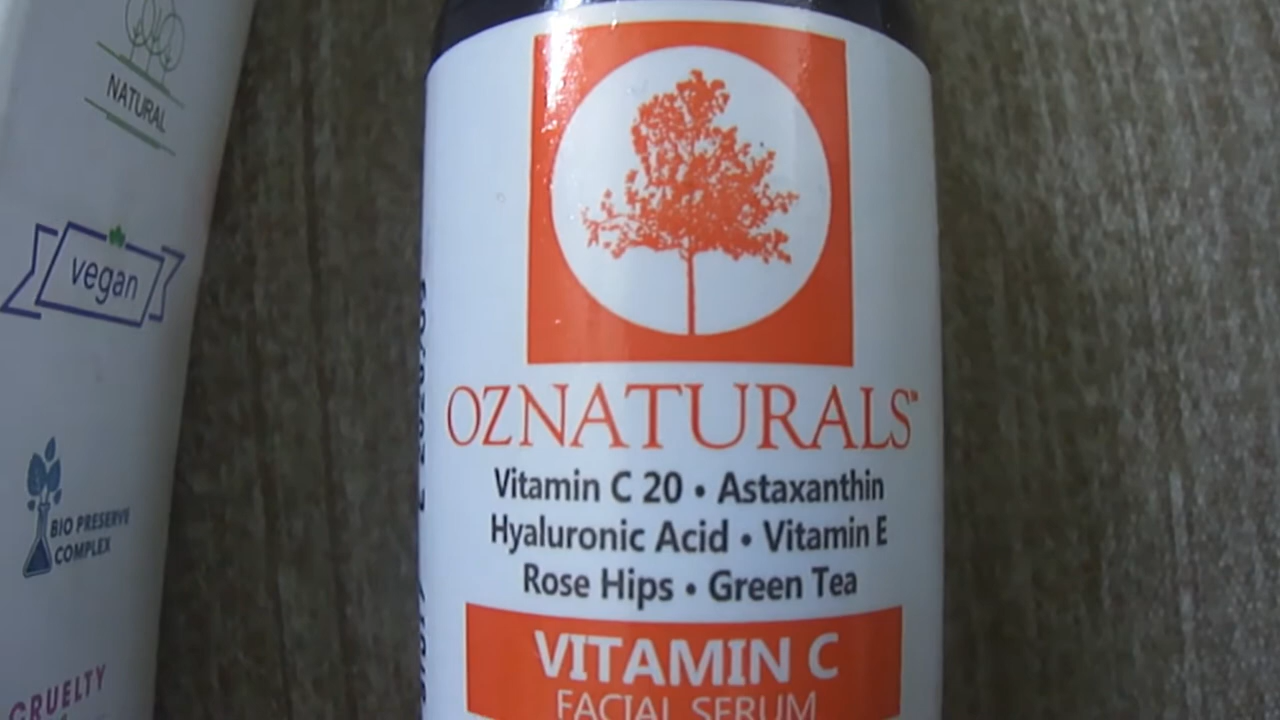 NATURAL
vegan
BIO PRESERVE
COMPLEX
CRUELTY
OZNATURALS™
Vitamin C 20 • Astaxanthin
Hyaluronic Acid • Vitamin E
Rose Hips • Green Tea
VITAMIN C
FACIAL SERUM